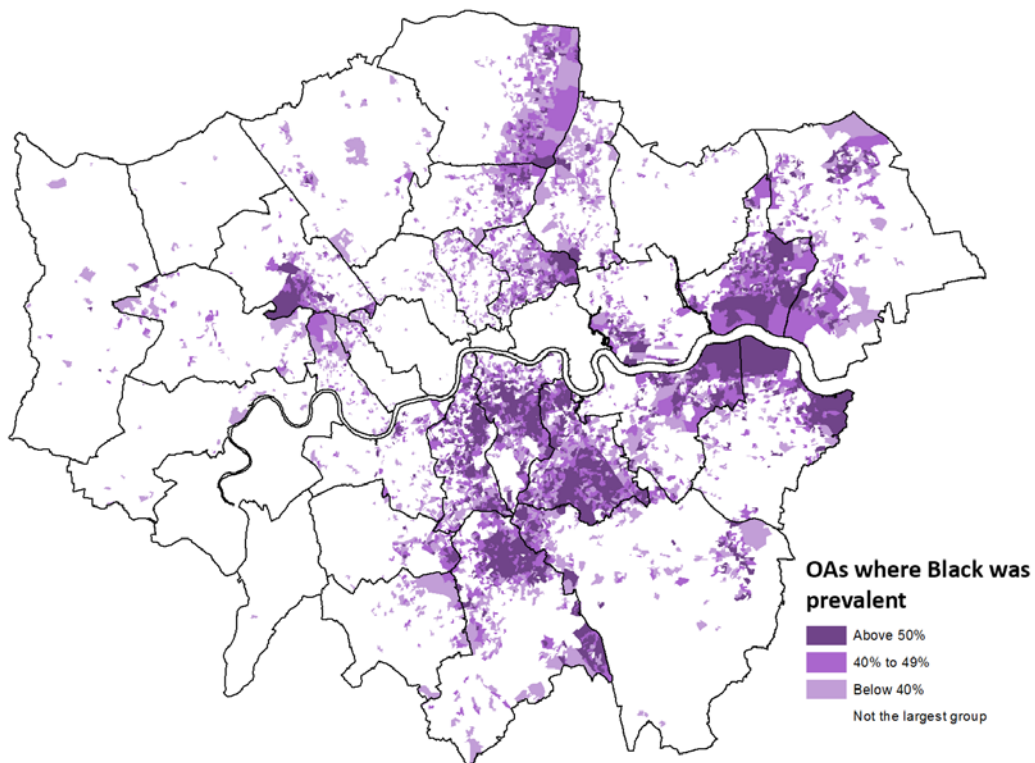 OAs where Black was
prevalent
Above 50%
40% to 49%
Below 40%
Not the largest group